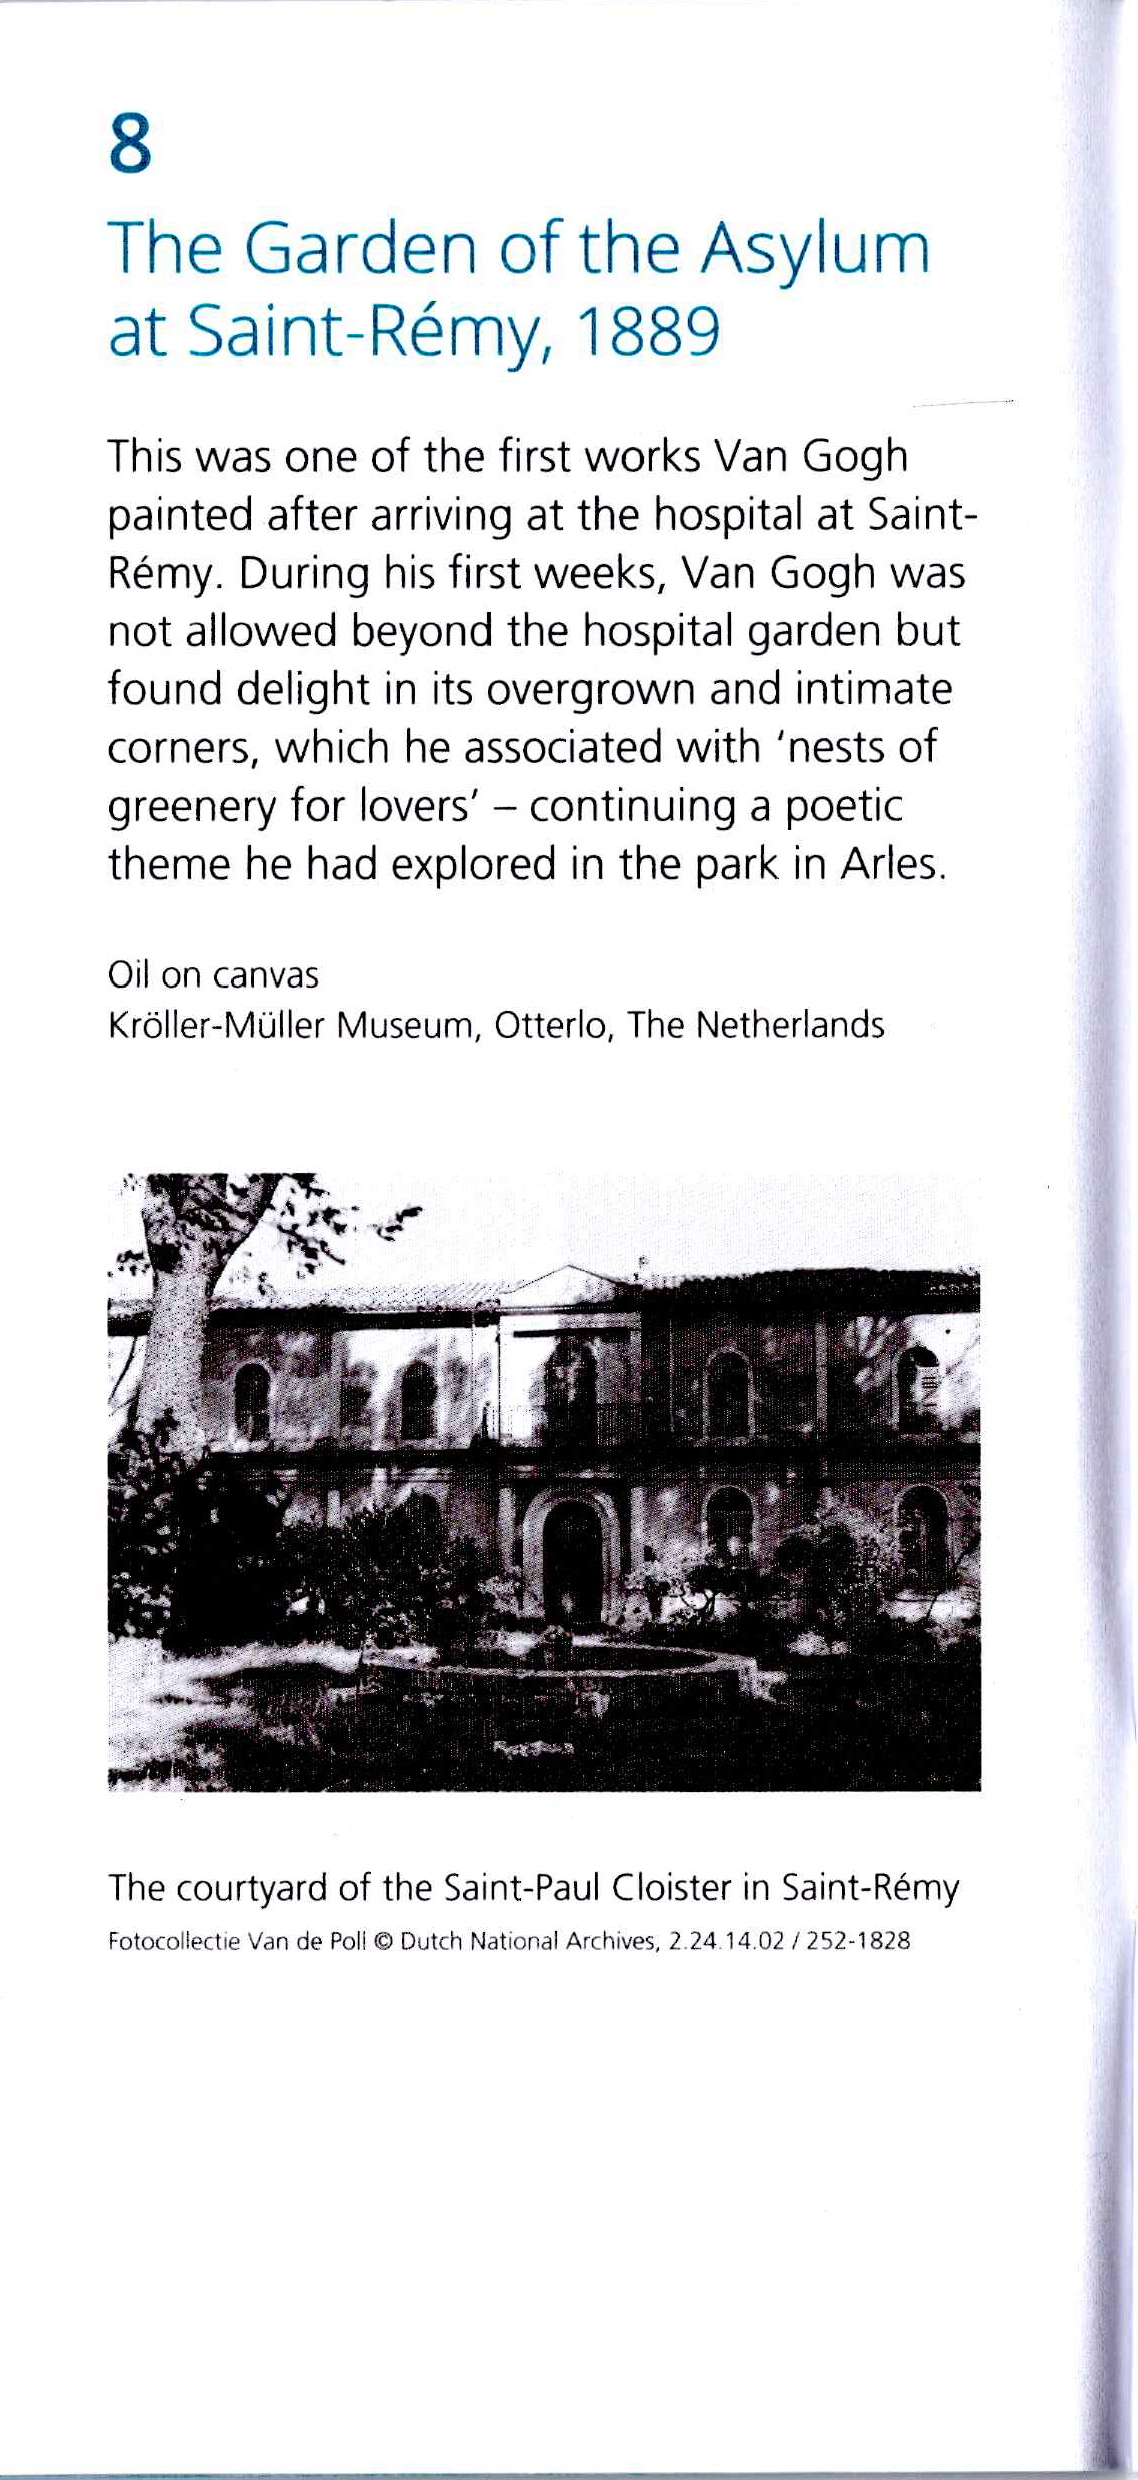 8
The Garden of the Asylum
at Saint-Rémy, 1889
This was one of the first works Van Gogh
painted after arriving at the hospital at Saint-
Rémy. During his first weeks, Van Gogh was
not allowed beyond the hospital garden but
found delight in its overgrown and intimate
corners, which he associated with ‘nests of
greenery for lovers’ – continuing a poetic
theme he had explored in the park in Arles.
Oil on canvas
Kröller-Müller Museum, Otterlo, The Netherlands
The courtyard of the Saint-Paul Cloister in Saint-Rémy
Fotocollectie Van de Poll © Dutch National Archives, 2.24.14.02 / 252-1828